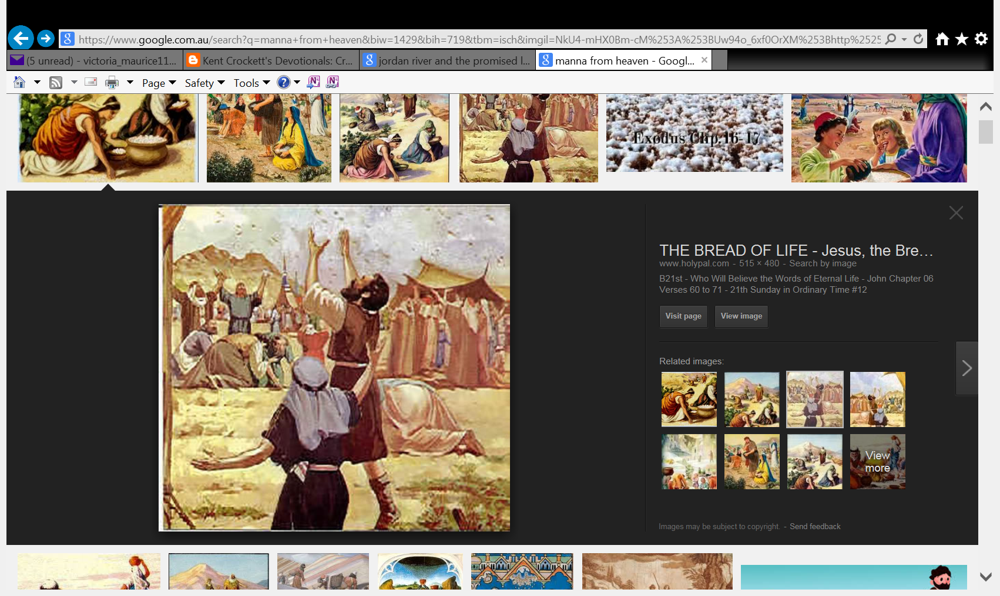 https://www.google.com.au/search?q=manna+from+heaven&biw=1429&bih=719&tbm=isch&imgil=NkU4-mHX0Bm-cM%253A%253BUw94o_6xf0OrXM%253Bhttp%2525
(5 unread) - victoria_maurice11... Kent Crockett's Devotionals: Cr... jordan river and the promised l... manna from heaven - Googl...
Page Safety Tools
Exodus Chp.16-17
THE BREAD OF LIFE - Jesus, the Bre...
www.holypal.com - 515 × 480 - Search by image
B21st - Who Will Believe the Words of Eternal Life - John Chapter 06
Verses 60 to 71 - 21th Sunday in Ordinary Time #12
Visit page View image
Related images:
View
more
Images may be subject to copyright. - Send feedback